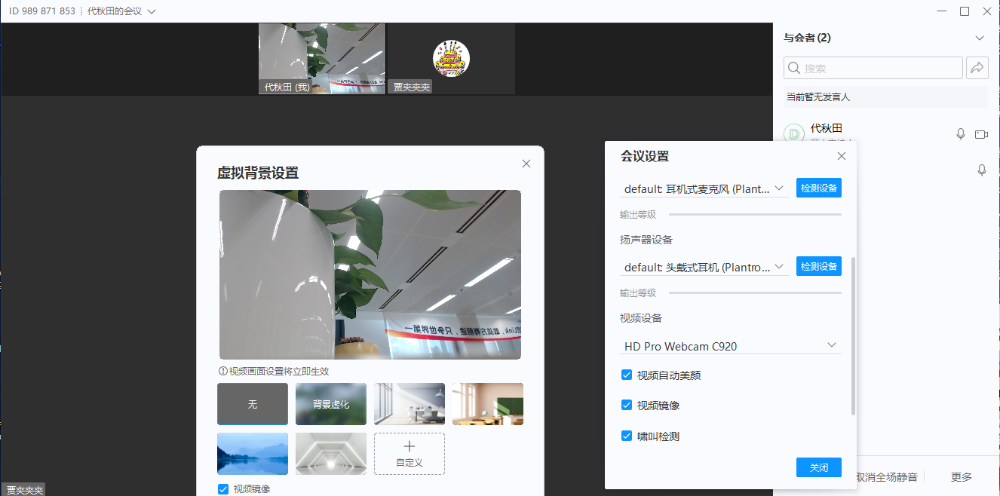 ID 989 871 853 | 代秋田的会议
代秋田 (我)
贾夹夹夹
与会者 (2)
搜索
当前暂无发言人
代秋田
虚拟背景设置
视频画面设置将立即生效
无
背景虚化
自定义
视频镜像
会议设置
default: 耳机式麦克风 (Plant...
检测设备
输出等级
扬声器设备
default: 头戴式耳机 (Plantro...
检测设备
输出等级
视频设备
HD Pro Webcam C920
视频自动美颜
视频镜像
啸叫检测
关闭
取消全场静音
更多
贾夹夹夹